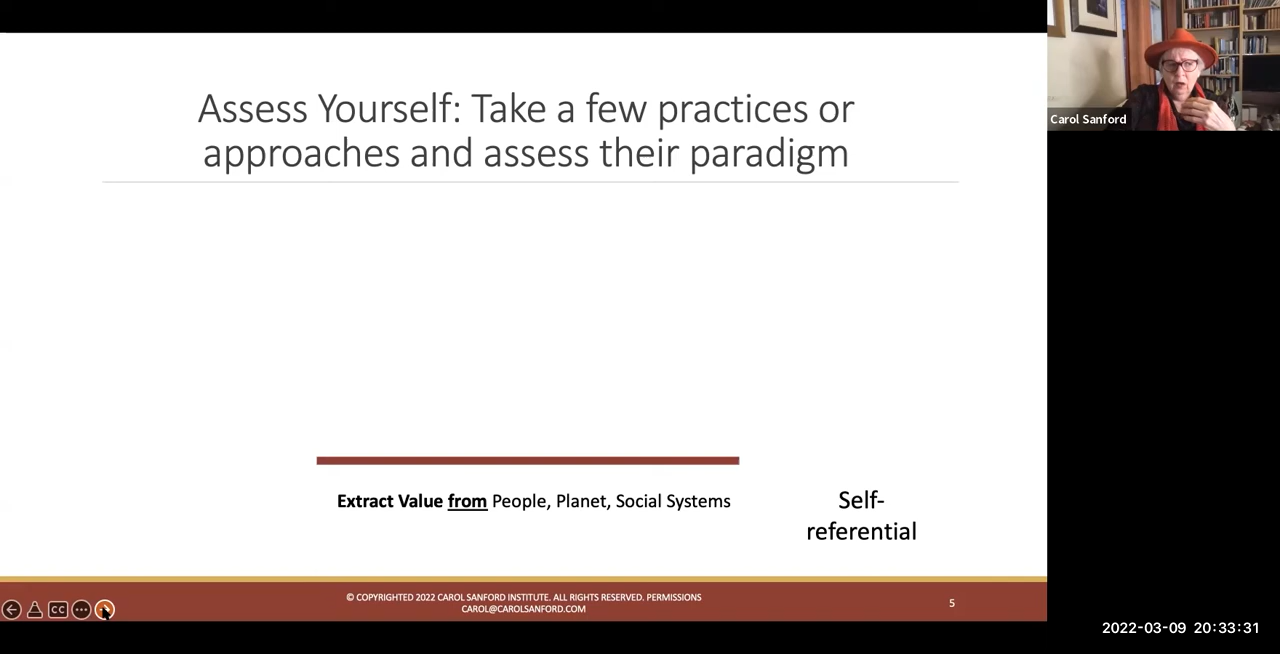 Assess Yourself: Take a few practices or
approaches and assess their paradigm
Carol Sanford
Extract Value from People, Planet, Social Systems
Self-
referential
© COPYRIGHTED 2022 CAROL SANFORD INSTITUTE. ALL RIGHTS RESERVED. PERMISSIONS
CAROL@CAROLSANFORD.COM
5
CC
2022-03-09 20:33:31